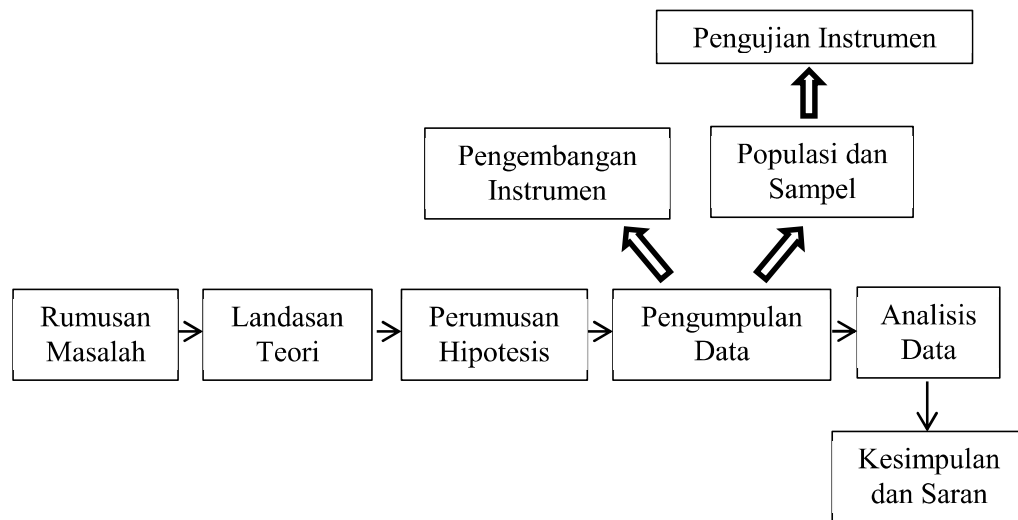 Pengujian Instrumen
Pengembangan
Instrumen
Populasi dan
Sampel
Rumusan
Masalah
Landasan
Teori
Perumusan
Hipotesis
Pengumpulan
Data
Analisis
Data
Kesimpulan
dan Saran